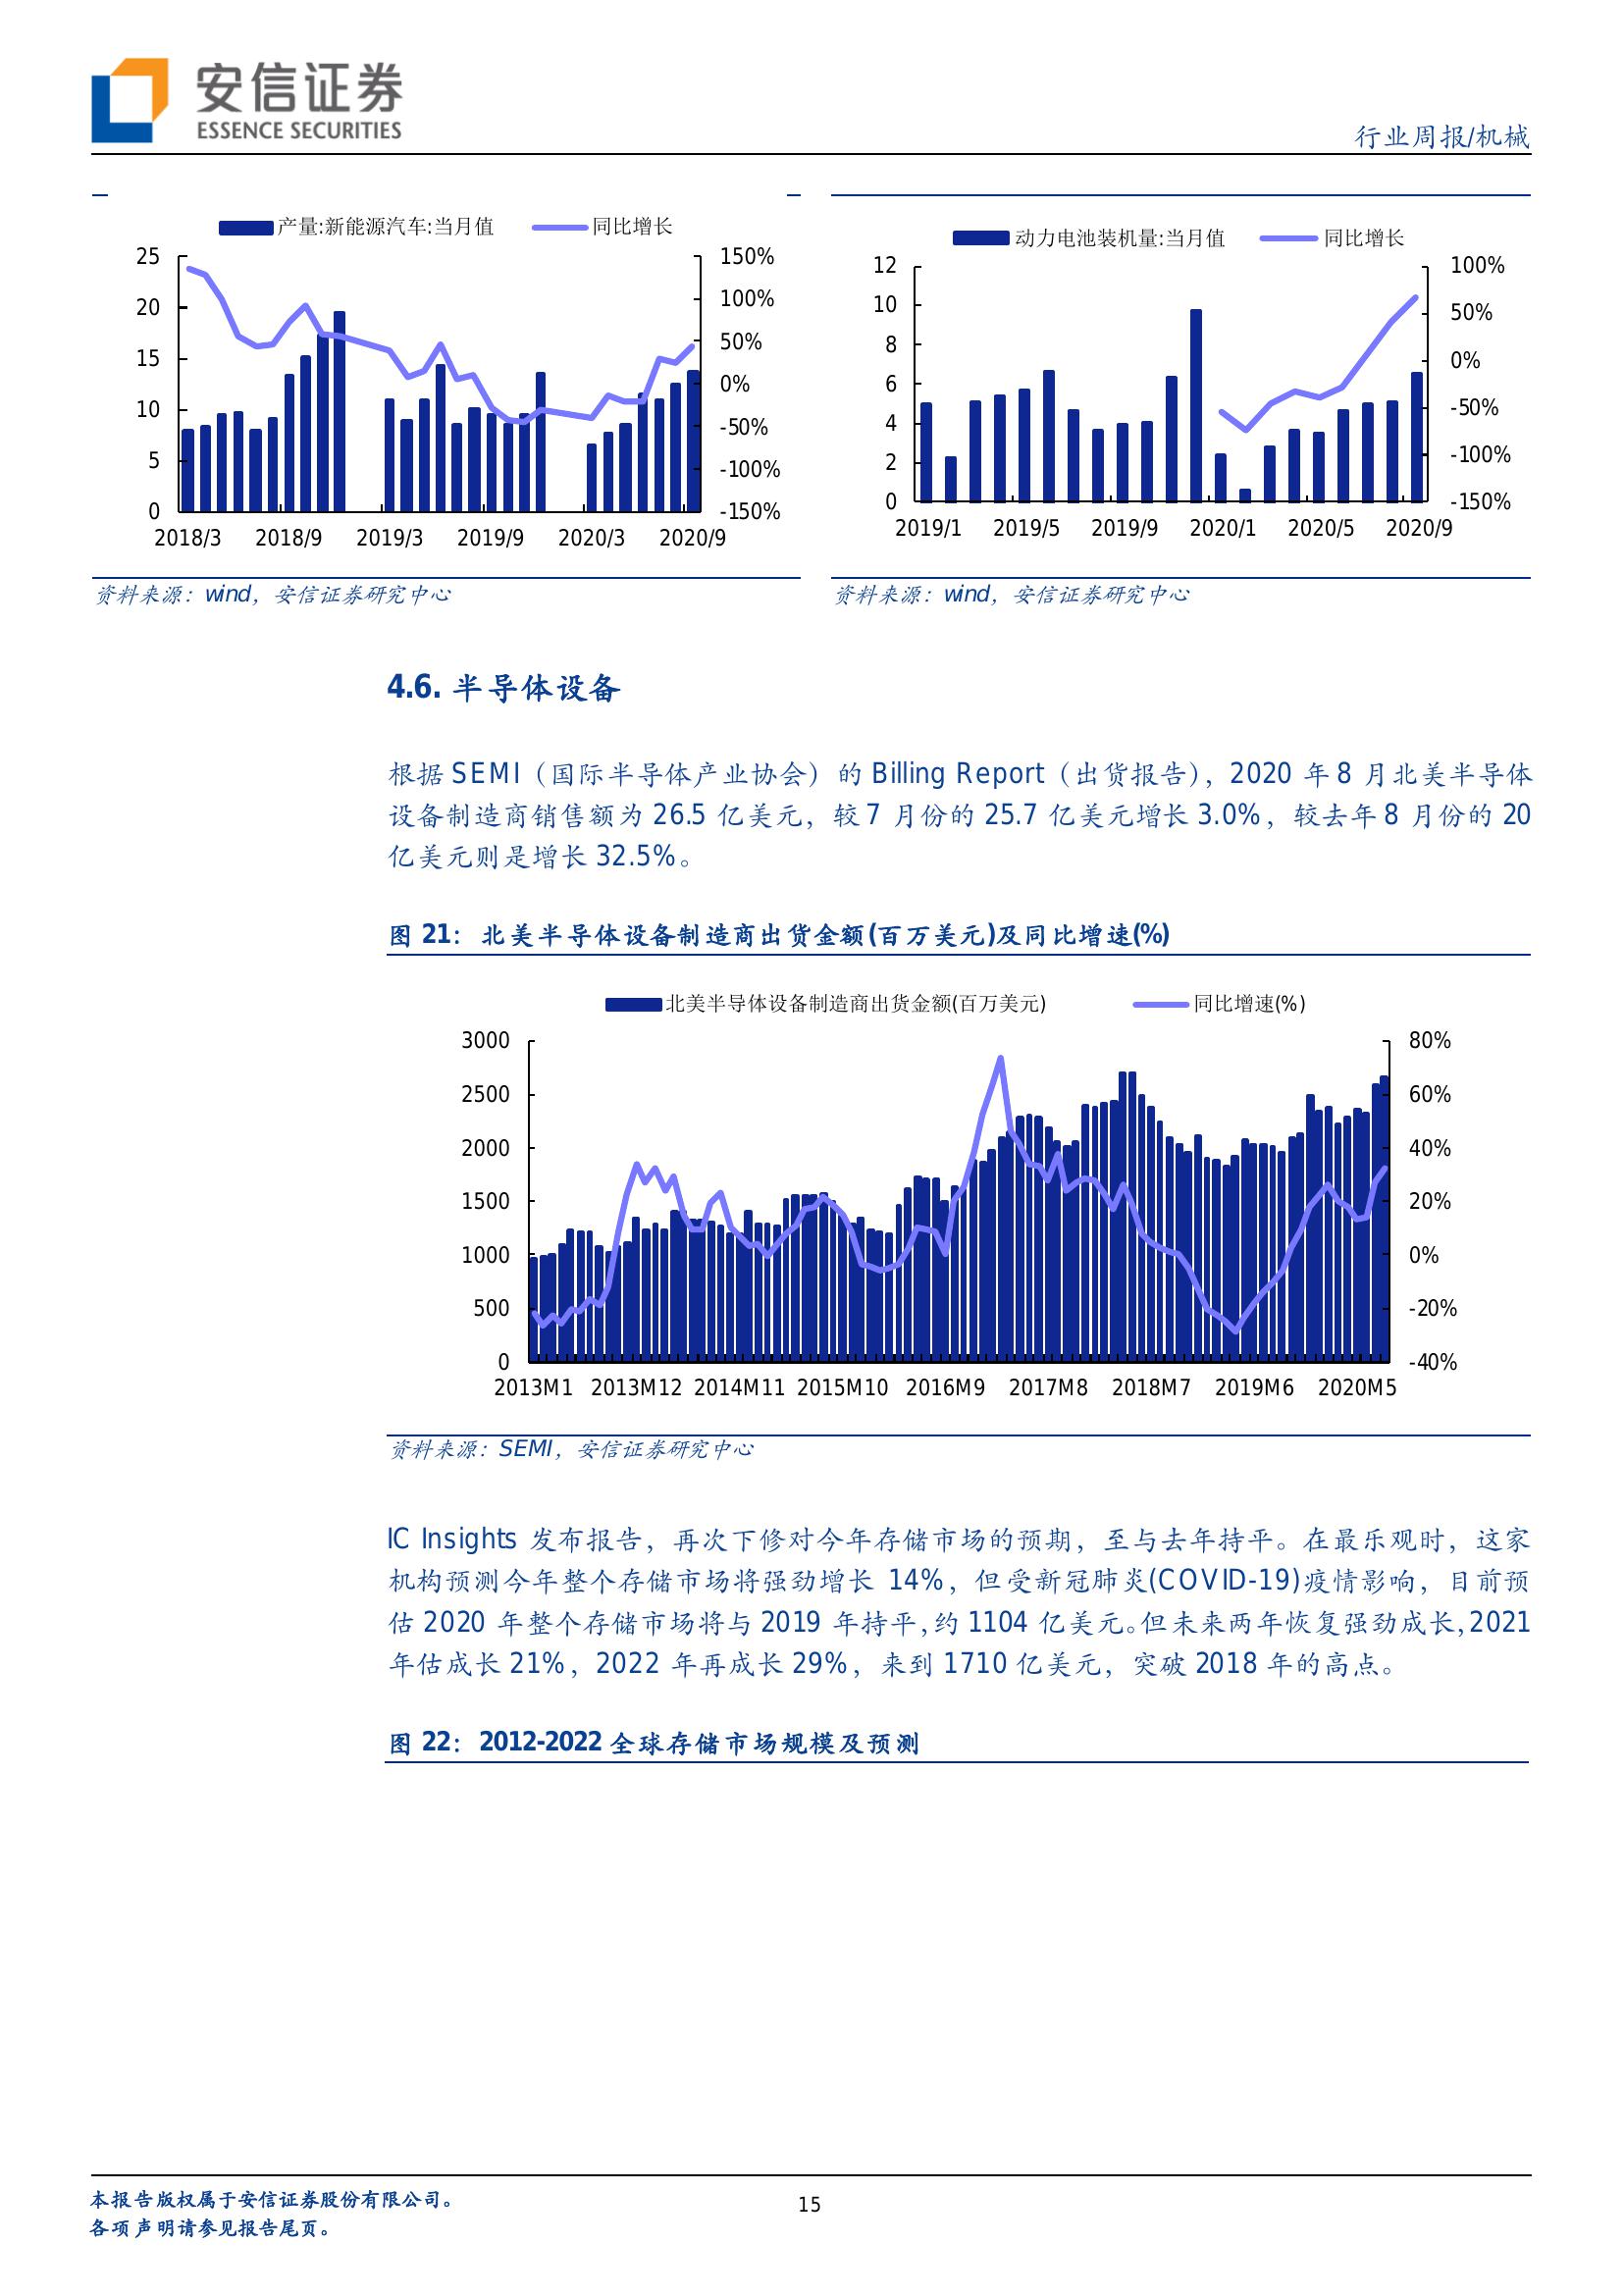 安信证券
ESSENCE SECURITIES
行业周报/机械
产量:新能源汽车:当月值 同比增长
25
20
15
10
5
0
150%
100%
50%
0%
-50%
-100%
-150%
2018/3 2018/9 2019/3 2019/9 2020/3 2020/9
资料来源：wind，安信证券研究中心
动力电池装机量:当月值 同比增长
12
10
8
6
4
2
0
100%
50%
0%
-50%
-100%
-150%
2019/1 2019/5 2019/9 2020/1 2020/5 2020/9
资料来源：wind，安信证券研究中心
4.6. 半导体设备
根据 SEMI（国际半导体产业协会）的 Billing Report（出货报告），2020 年 8 月北美半导体
设备制造商销售额为 26.5 亿美元，较 7 月份的 25.7 亿美元增长 3.0%，较去年 8 月份的 20
亿美元则是增长 32.5%。
图 21：北美半导体设备制造商出货金额(百万美元)及同比增速(%)
北美半导体设备制造商出货金额(百万美元) 同比增速(%)
3000
2500
2000
1500
1000
500
0
80%
60%
40%
20%
0%
-20%
-40%
2013M1 2013M12 2014M11 2015M10 2016M9 2017M8 2018M7 2019M6 2020M5
资料来源：SEMI，安信证券研究中心
IC Insights 发布报告，再次下修对今年存储市场的预期，至与去年持平。在最乐观时，这家
机构预测今年整个存储市场将强劲增长 14%，但受新冠肺炎(COVID-19)疫情影响，目前预
估 2020 年整个存储市场将与 2019 年持平，约 1104 亿美元。但未来两年恢复强劲成长，2021
年估成长 21%，2022 年再成长 29%，来到 1710 亿美元，突破 2018 年的高点。
图 22：2012-2022 全球存储市场规模及预测
本报告版权属于安信证券股份有限公司。
各项声明请参见报告尾页。
15